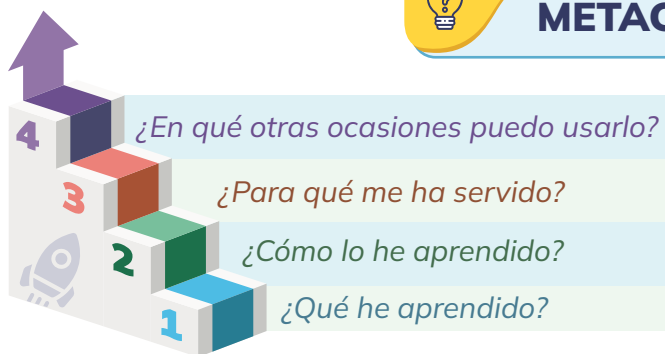 METAC
4 ¿En qué otras ocasiones puedo usarlo?
3 ¿Para qué me ha servido?
2 ¿Cómo lo he aprendido?
1 ¿Qué he aprendido?